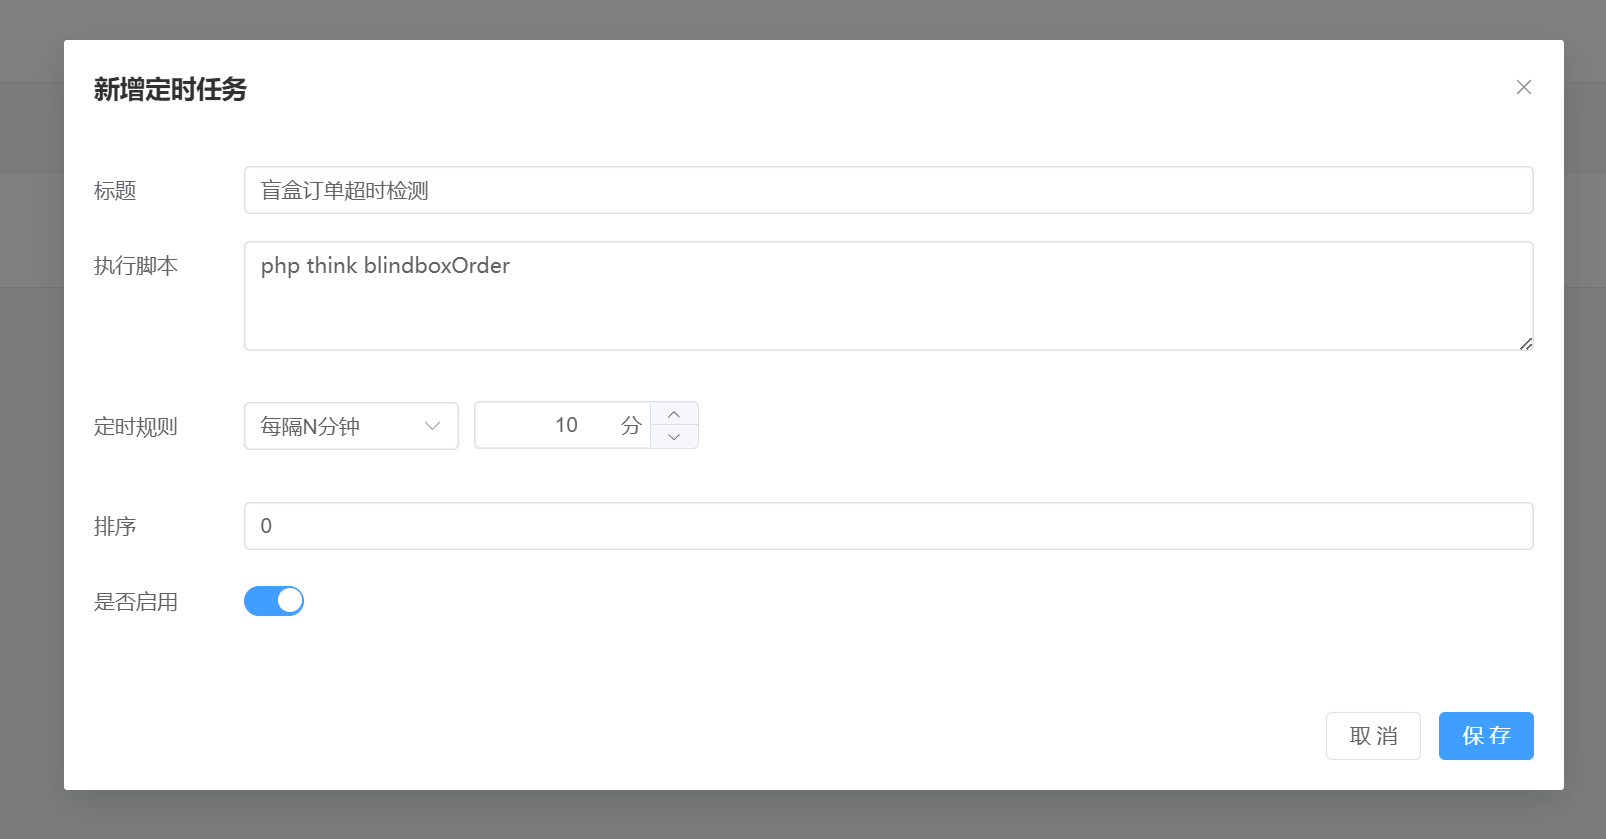 新增定时任务
标题
盲盒订单超时检测
执行脚本
php think blindboxOrder
定时规则
每隔N分钟
10 分
排序
0
是否启用
取 消
保 存